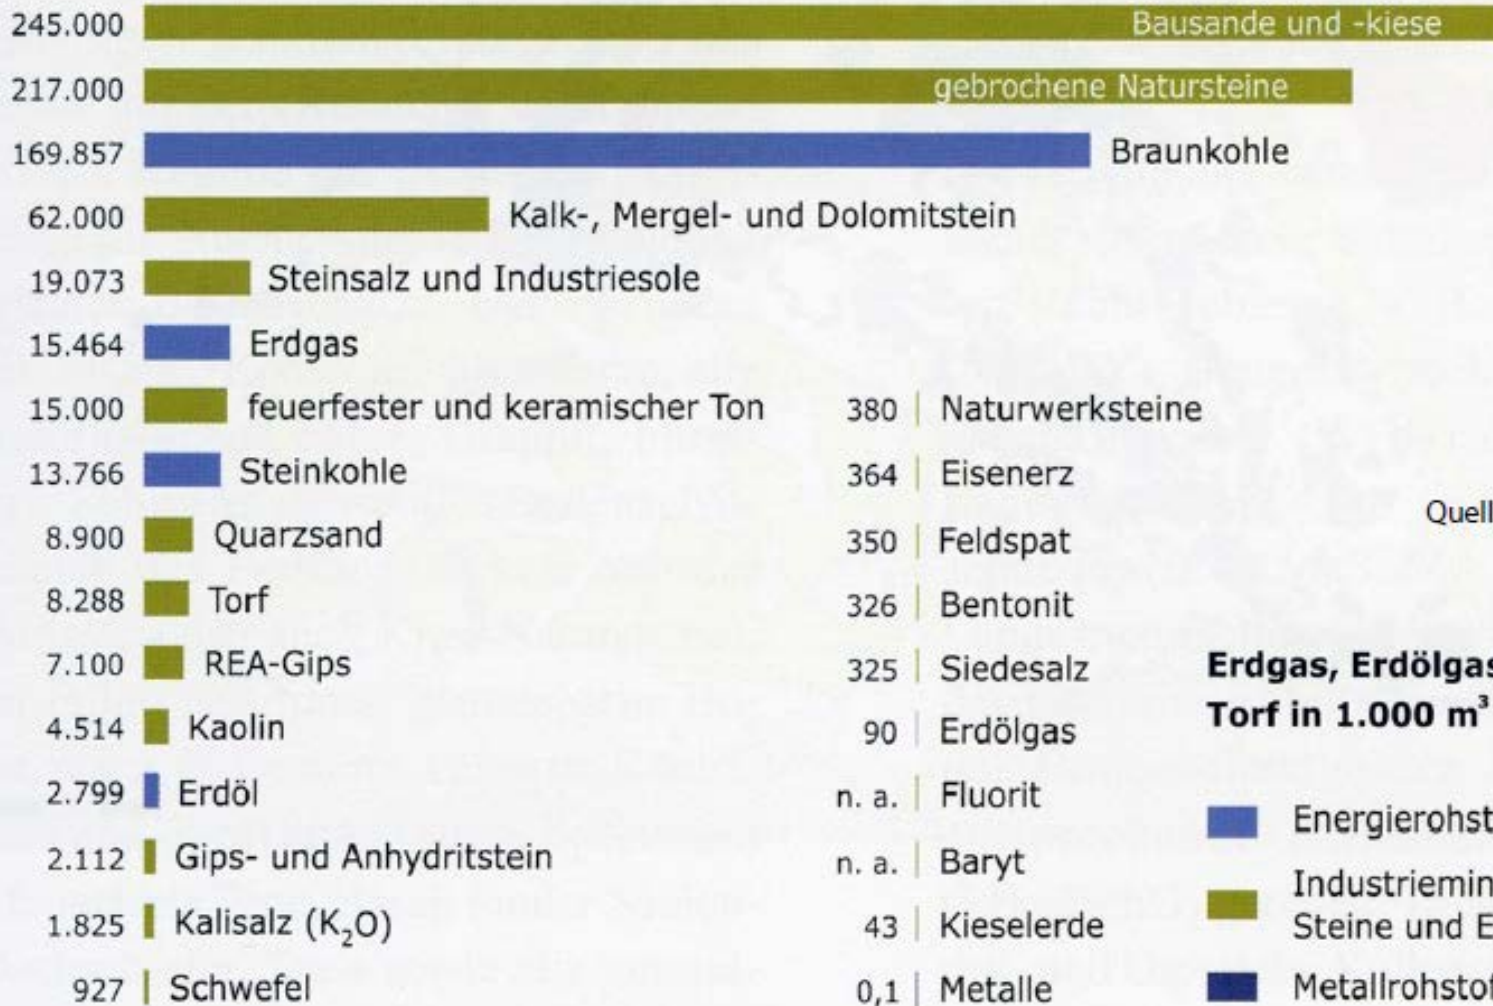 245.000 Bausande und -kiese
217.000 gebrochene Natursteine
169.857 Braunkohle
62.000 Kalk-, Mergel- und Dolomitstein
19.073 Steinsalz und Industriesole
15.464 Erdgas
15.000 feuerfester und keramischer Ton
13.766 Steinkohle
8.900 Quarzsand
8.288 Torf
7.100 REA-Gips
4.514 Kaolin
2.799 Erdöl
2.112 Gips- und Anhydritstein
1.825 Kalisalz (K₂O)
927 Schwefel
380 Naturwerksteine
364 Eisenerz
350 Feldspat
326 Bentonit
325 Siedesalz
90 Erdölgas
n. a. Fluorit
n. a. Baryt
43 Kieselerde
0,1 Metalle
Quell
Erdgas, Erdölgas
Torf in 1.000 m³
Energierohst
Industriemin
Steine und E
Metallrohstof